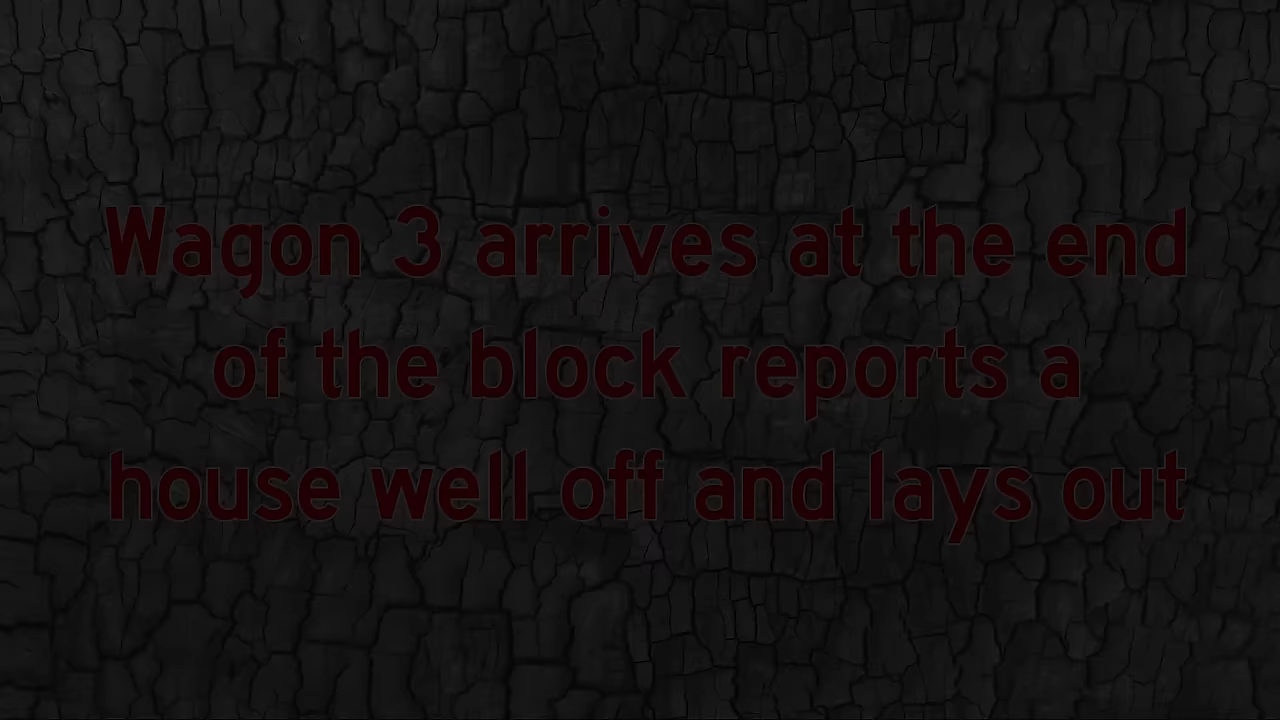 Wagon 3 arrives at the end
of the block reports a
house well off and lays out